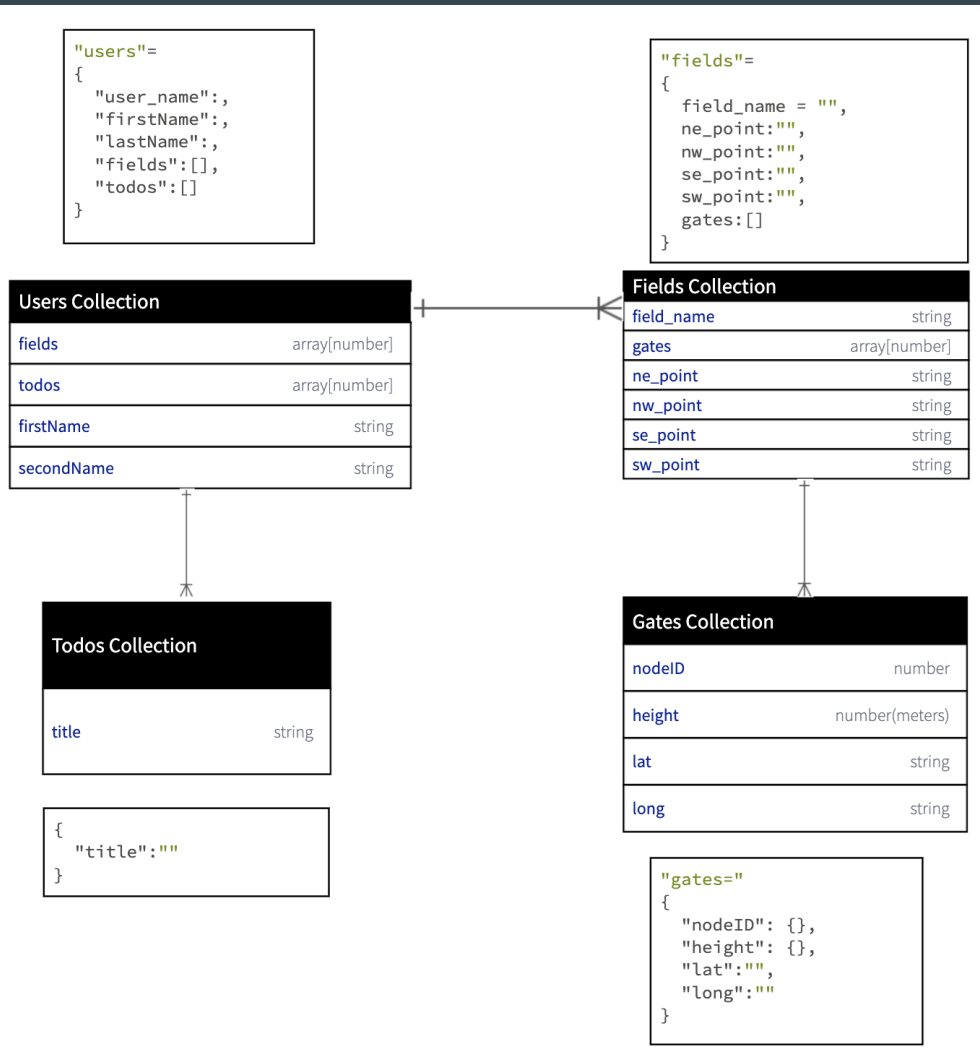 "users"=
{
"user_name":,
"firstName":,
"lastName":,
"fields":[],
"todos":[]
}
"fields"=
{
field_name = "",
ne_point:"",
nw_point:"",
se_point:"",
sw_point:"",
gates:[]
}
Users Collection
fields array[number]
todos array[number]
firstName string
secondName string
Fields Collection
field_name string
gates array[number]
ne_point string
nw_point string
se_point string
sw_point string
Todos Collection
title string
{
"title":""
}
Gates Collection
nodeID number
height number(meters)
lat string
long string
"gates="
{
"nodeID": {},
"height": {},
"lat":"",
"long":""
}